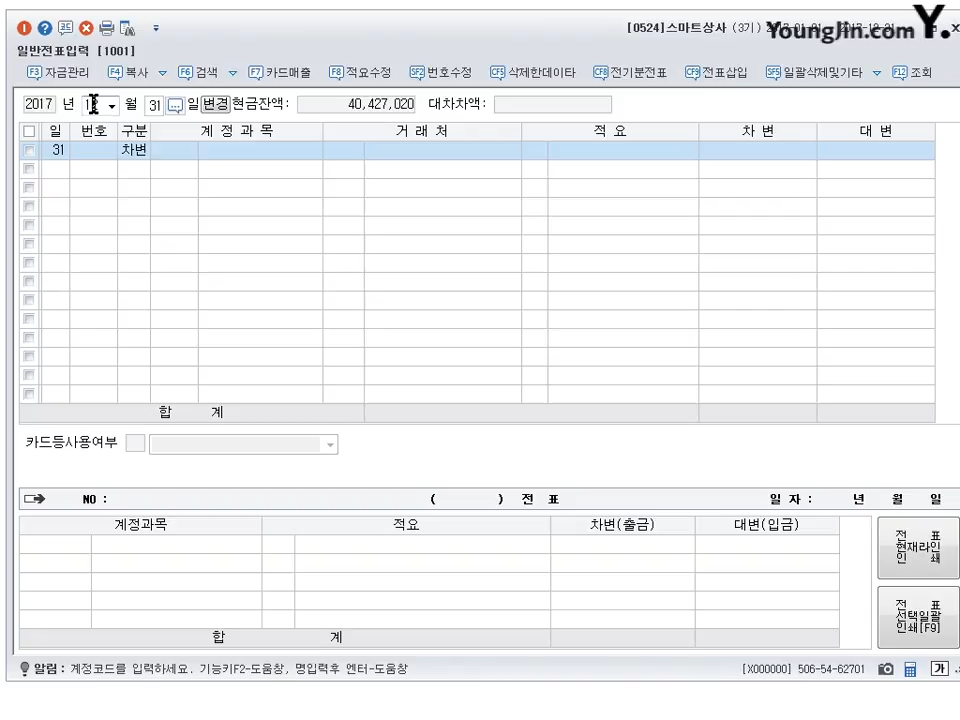 [0524]스마트상사 (3기)
YoungJin.com Y.
일반전표입력 [1001]
F3 자금관리 F4 복사 F6 검색 F7 카드매출 F8 적요수정 SF2 번호수정 CF5 삭제한데이타 CF8 전기분전표 CF9 전표삽입 SF5 일괄삭제및기타 F12 조회
2017 년 월 31 일 변경 현금잔액: 40,427,020 대차차액:
일 번호 구분 계 정 과 목 거 래 처 적 요 차 변 대 변
31 차변
합 계
카드등사용여부
NO : ( ) 전 표 일 자 : 년 월 일
계정과목 적요 차변(출금) 대변(입금)
전 표
현재라인
인 쇄
전 표
선택일괄
인쇄[F9]
합 계
알림 : 계정코드를 입력하세요. 기능키F2-도움창, 명입력후 엔터-도움창 [X000000] 506-54-62701 가